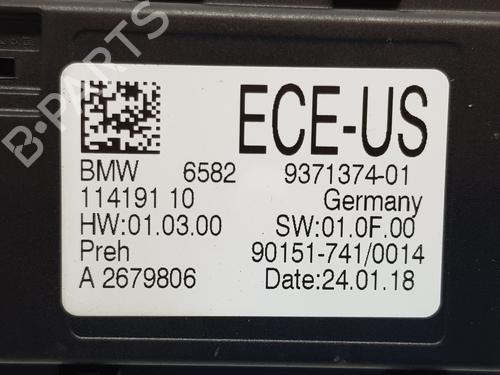 B-PARTS
ECE-US
BMW 6582 9371374-01
114191 10 Germany
HW:01.03.00 SW:01.0F.00
Preh 90151-741/0014
A 2679806 Date:24.01.18